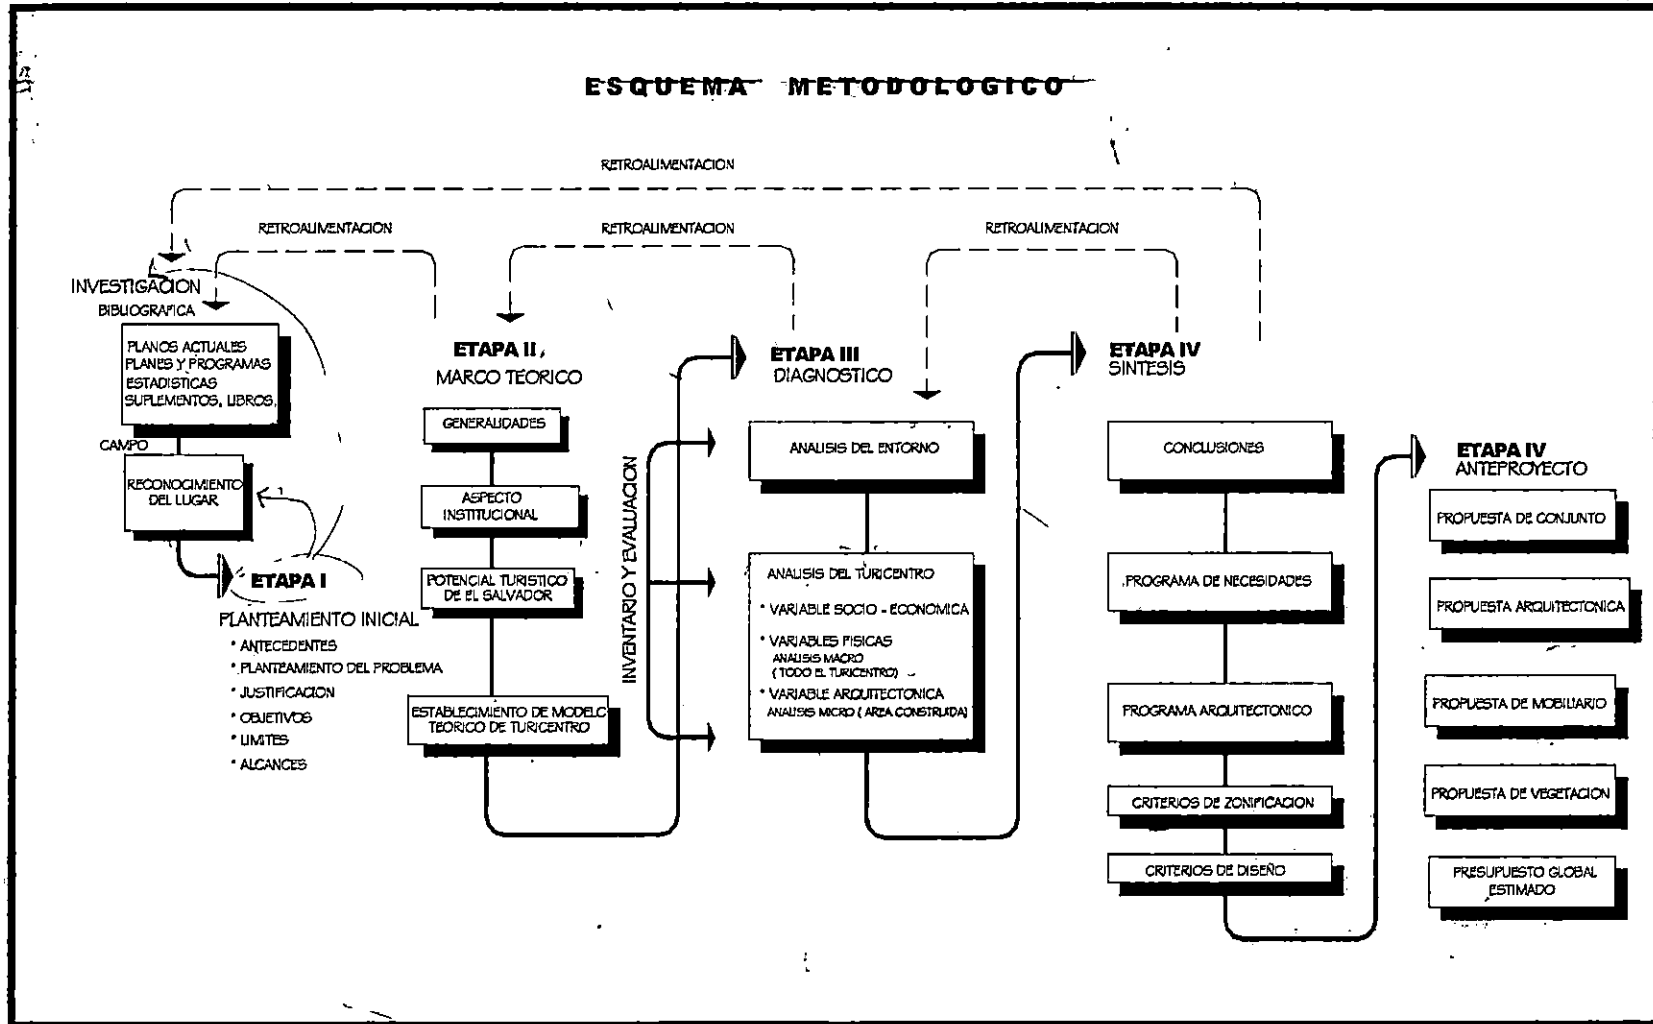 ESQUEMA METODOLOGICO
RETROALIMENTACION
RETROALIMENTACION
RETROALIMENTACION
RETROALIMENTACION
INVESTIGACION
BIBLIOGRAFICA
PLANOS ACTUALES
PLANES Y PROGRAMAS
ESTADISTICAS
SUPLEMENTOS, LIBROS,
CAMPO
RECONOCIMIENTO
DEL LUGAR
ETAPA I
PLANTEAMIENTO INICIAL
* ANTECEDENTES
* PLANTEAMIENTO DEL PROBLEMA
* JUSTIFICACION
* OBJETIVOS
* LIMITES
* ALCANCES
ETAPA II
MARCO TEORICO
GENERALIDADES
ASPECTO
INSTITUCIONAL
POTENCIAL TURISTICO
DE EL SALVADOR
ESTABLECIMIENTO DE MODELO
TEORICO DE TURICENTRO
INVENTARIO Y EVALUACION
ETAPA III
DIAGNOSTICO
ANALISIS DEL ENTORNO
ANALISIS DEL TURICENTRO
* VARIABLE SOCIO - ECONOMICA
* VARIABLES FISICAS
ANALISIS MACRO
( TODO EL TURICENTRO)
* VARIABLE ARQUITECTONICA
ANALISIS MICRO ( AREA CONSTRUIDA)
ETAPA IV
SINTESIS
CONCLUSIONES
PROGRAMA DE NECESIDADES
PROGRAMA ARQUITECTONICO
CRITERIOS DE ZONIFICACION
CRITERIOS DE DISEÑO
ETAPA IV
ANTEPROYECTO
PROPUESTA DE CONJUNTO
PROPUESTA ARQUITECTONICA
PROPUESTA DE MOBILIARIO
PROPUESTA DE VEGETACION
PRESUPUESTO GLOBAL
ESTIMADO